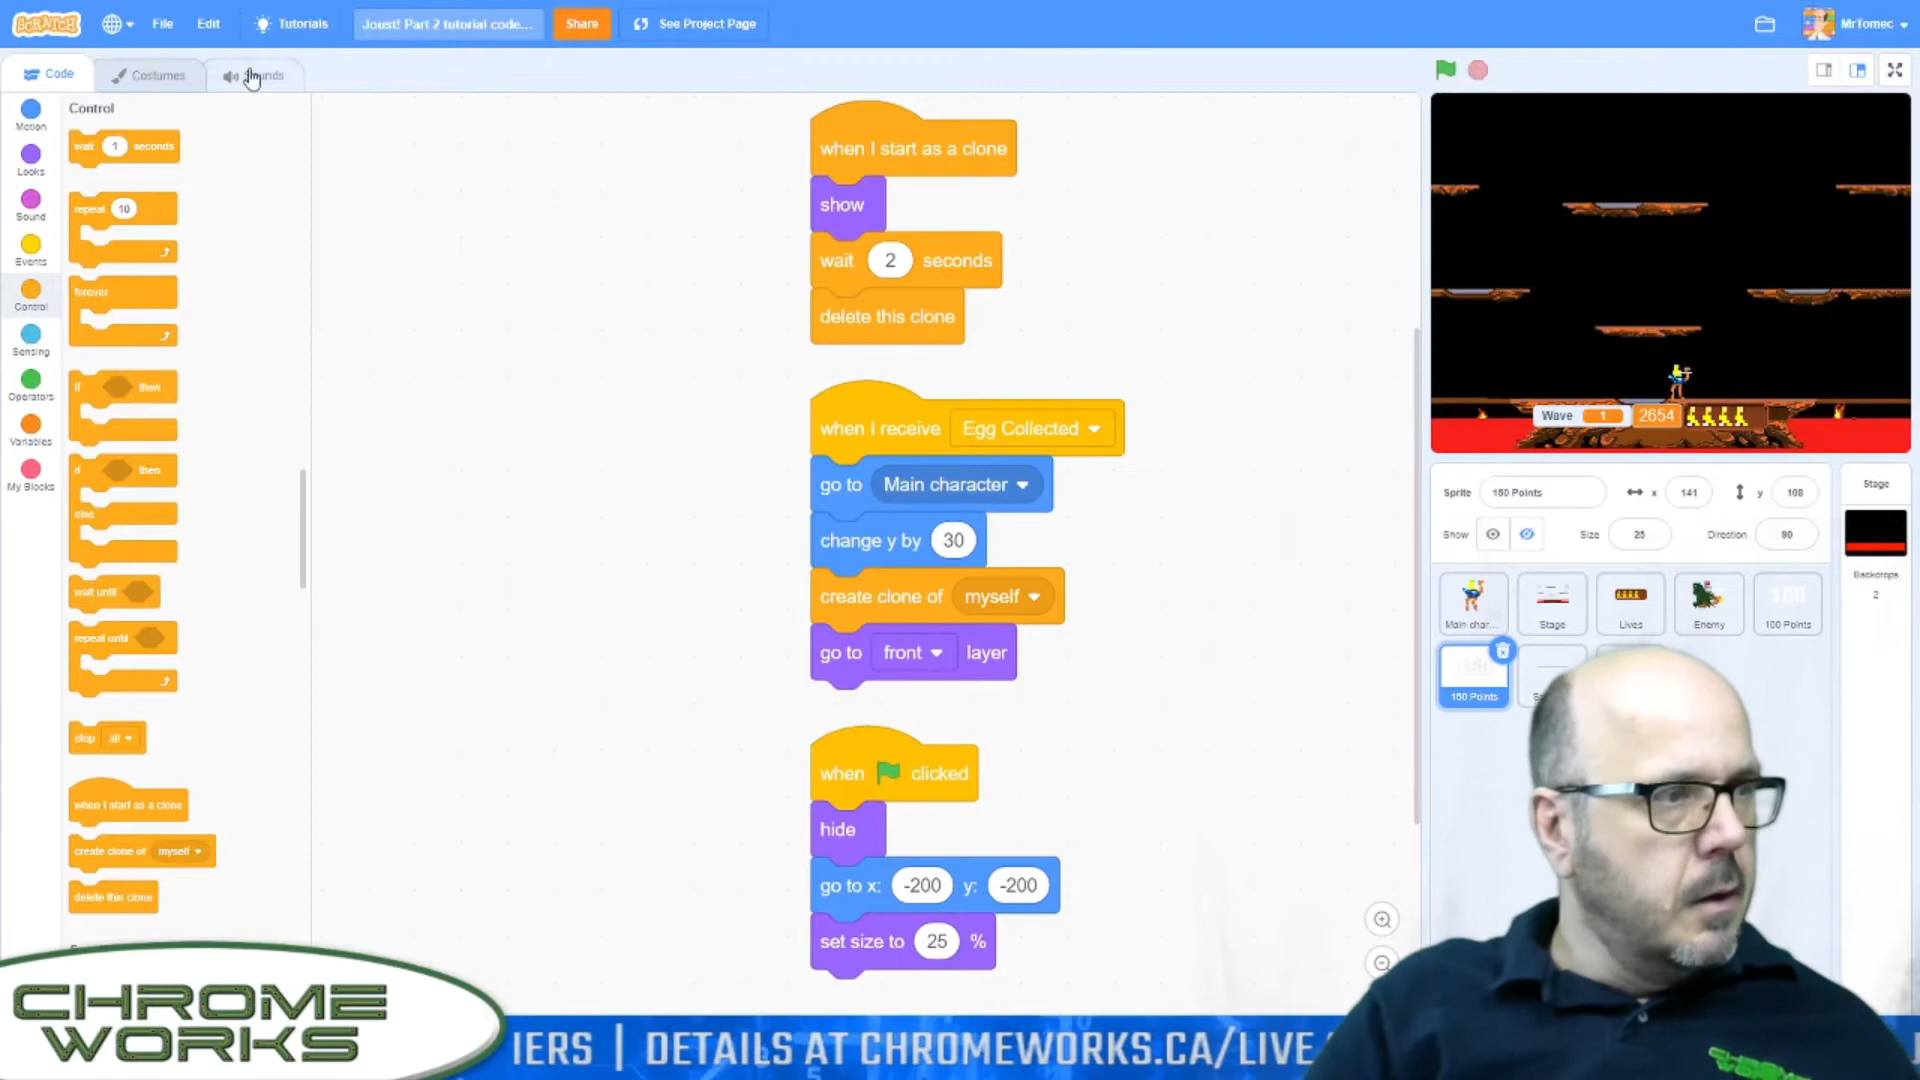 SCRATCH
File
Edit
Tutorials
Joust! Part 2 tutorial code...
Share
See Project Page
MrTomec
Code
Costumes
Motion
Looks
Sound
Events
Control
Sensing
Operators
Variables
My Blocks
Control
wait 1 seconds
repeat 10
forever
if then
if then
else
wait until
repeat until
stop all
when I start as a clone
create clone of myself
delete this clone
when I start as a clone
show
wait 2 seconds
delete this clone
when I receive Egg Collected
go to Main character
change y by 30
create clone of myself
go to front layer
when clicked
hide
go to x: -200 y: -200
set size to 25 %
Wave 1 2654
Sprite 150 Points x 141 y 108
Show Size 25 Direction 90
Stage
Backdrops
2
Main char...
Stage
Lives
Enemy
100 Points
150 Points
CHROME
WORKS
IERS | DETAILS AT CHROMEWORKS.CA/LIVE